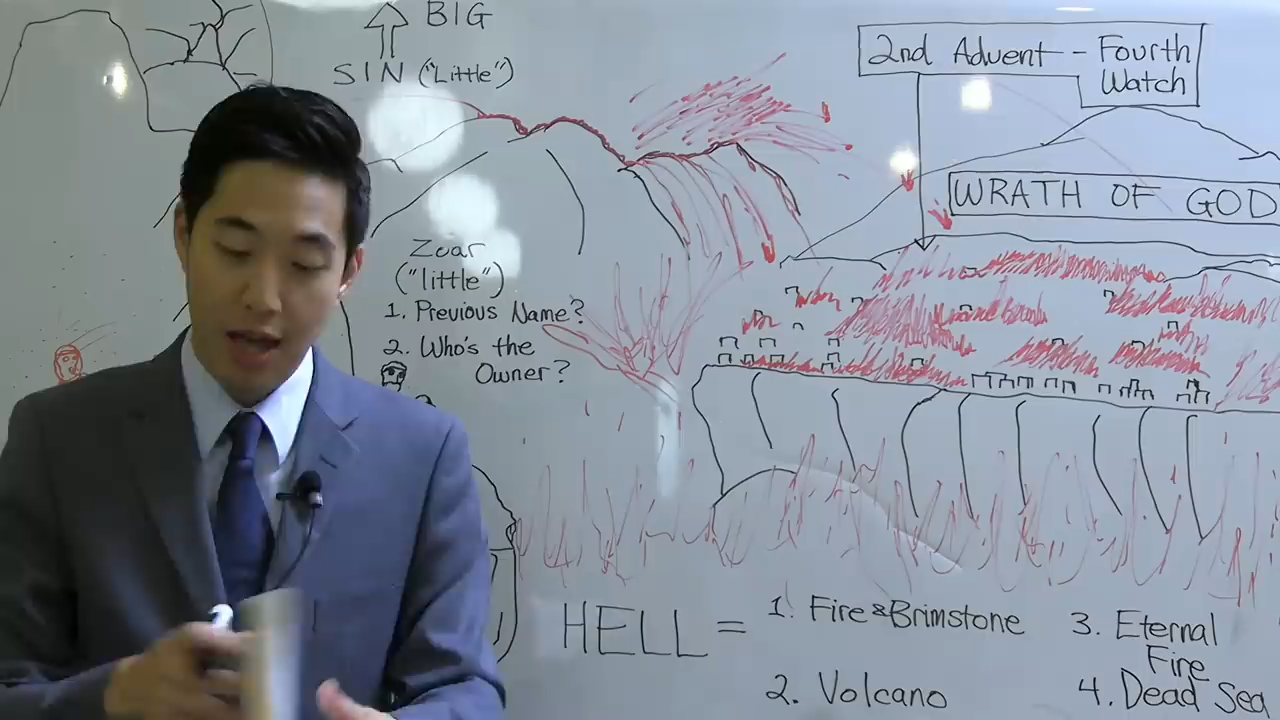 BIG
SIN ("Little")
2nd Advent - Fourth
Watch
WRATH OF GOD
Zoar
("little")
1. Previous Name?
2. Who's the
Owner?
HELL =
1. Fire & Brimstone
2. Volcano
3. Eternal
Fire
4. Dead Sea